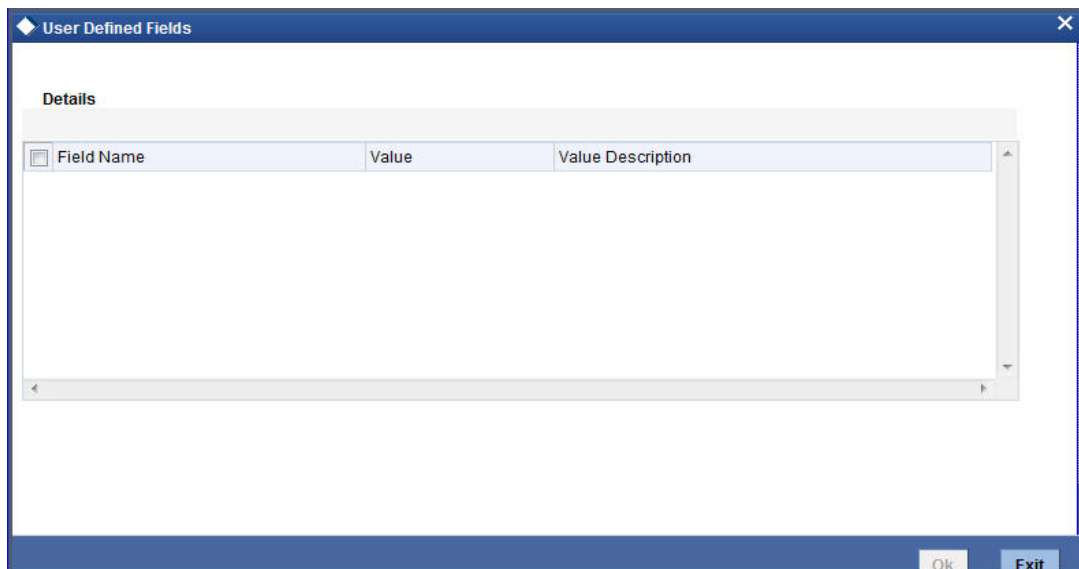 User Defined Fields
Details
Field Name Value Value Description
Ok Exit